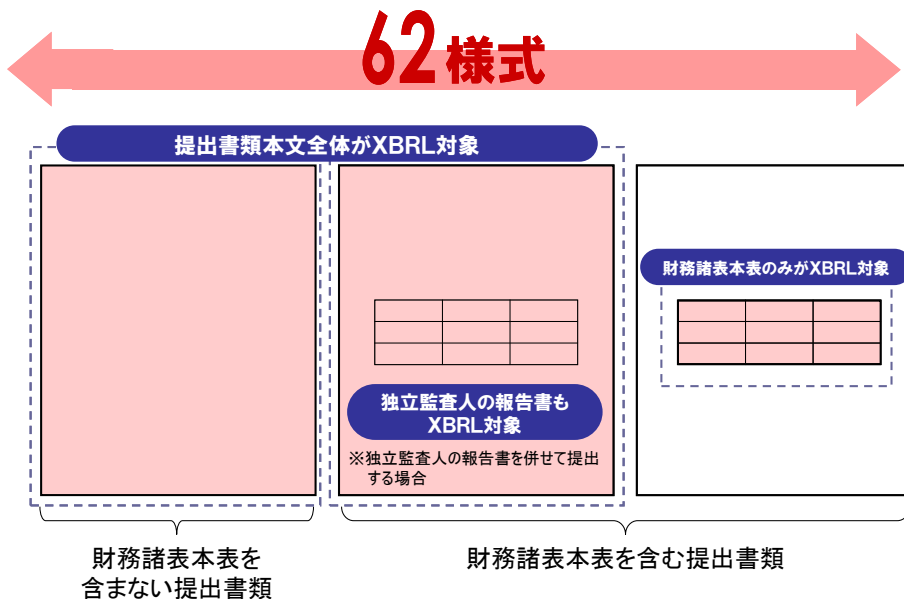 62様式
提出書類本文全体がXBRL対象
財務諸表本表のみがXBRL対象
独立監査人の報告書も
XBRL対象
※独立監査人の報告書を併せて提出
する場合
財務諸表本表を
含まない提出書類
財務諸表本表を含む提出書類